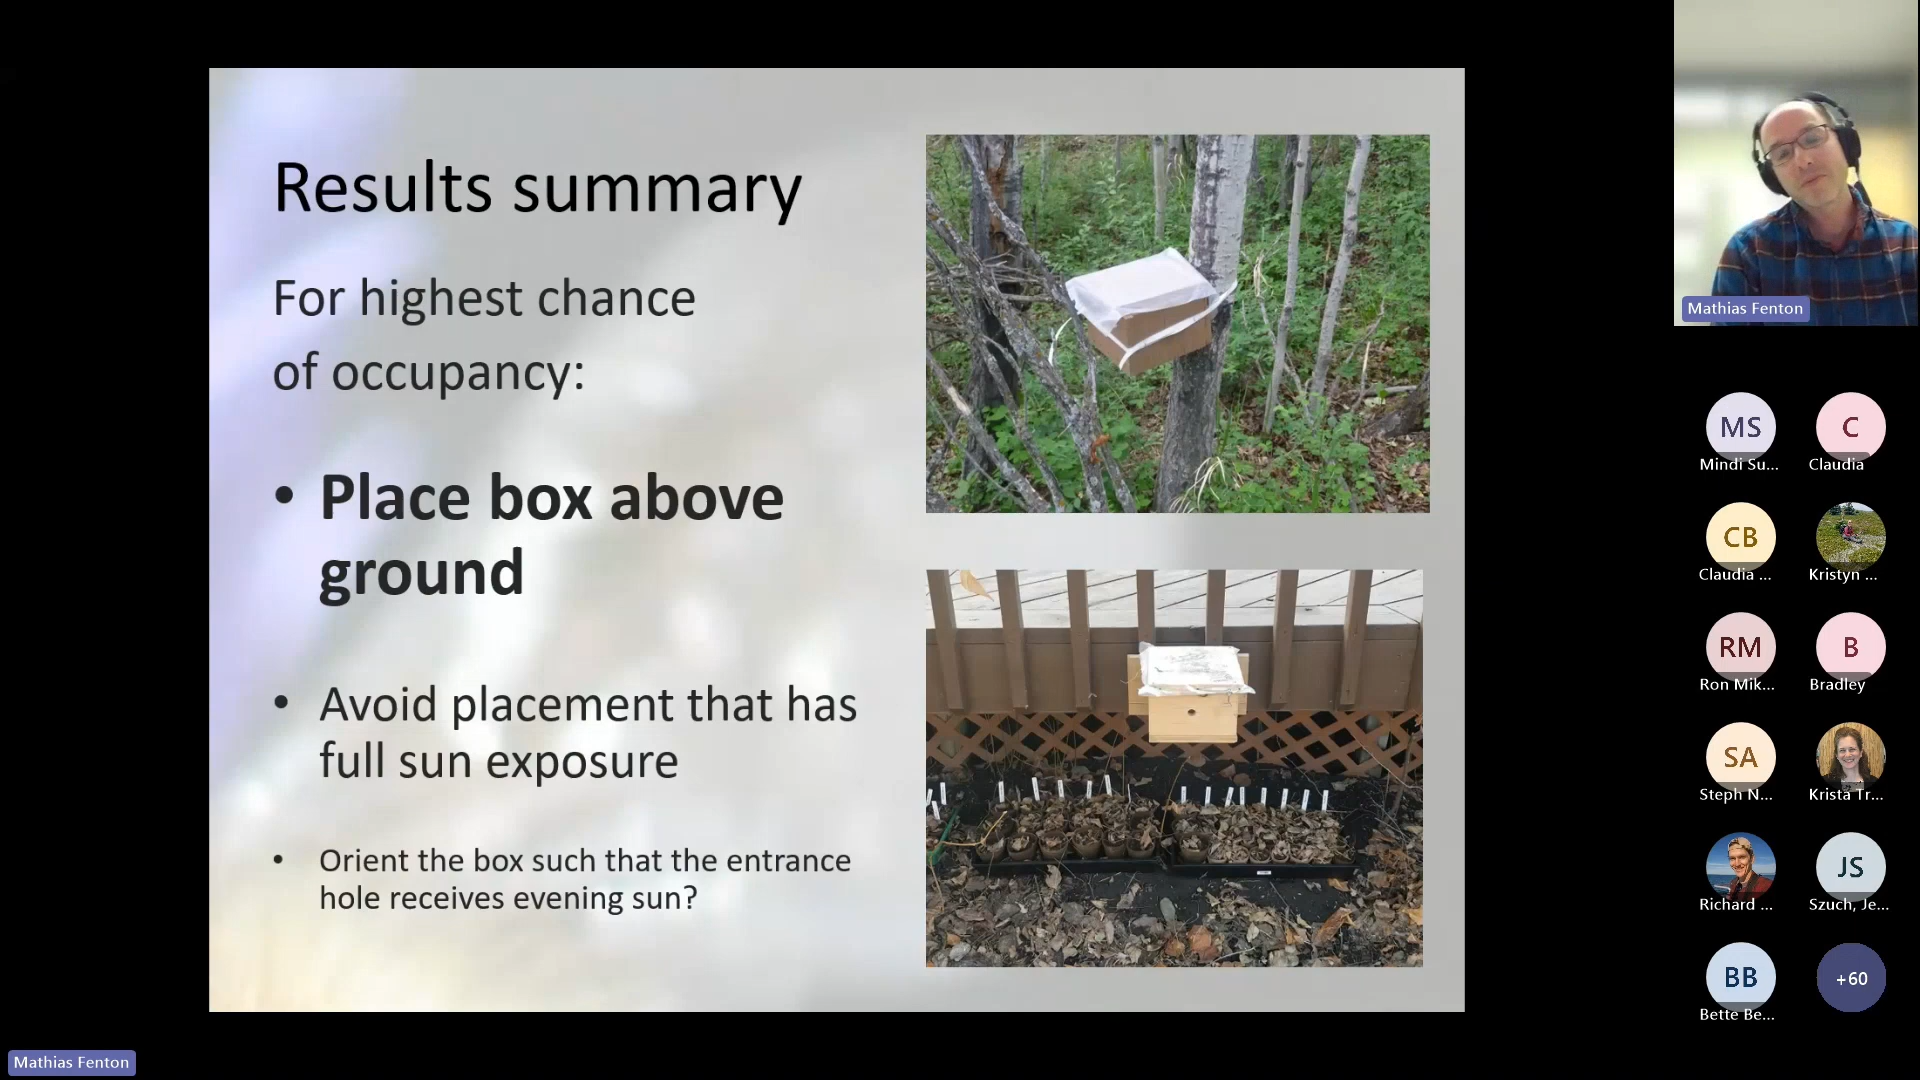 Results summary
For highest chance
of occupancy:
• Place box above
ground
• Avoid placement that has
full sun exposure
• Orient the box such that the entrance
hole receives evening sun?
Mathias Fenton
MS
Mindi Su...
C
Claudia
CB
Claudia ...
Kristyn ...
RM
Ron Mik...
B
Bradley
SA
Steph N...
Krista Tr...
Richard ...
JS
Szuch, Je...
BB
Bette Be...
+60
Mathias Fenton